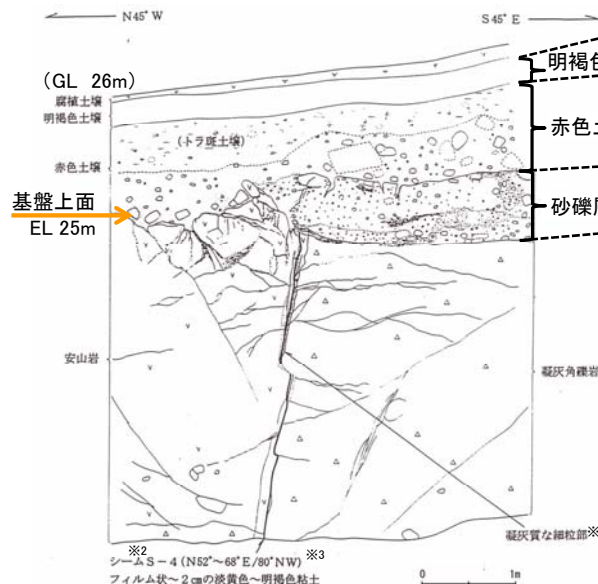 N45°W
S45°E
(GL 26m)
腐植土壌
明褐色土壌
(トラ斑土壌)
赤色土壌
基盤上面
EL 25m
明褐色
赤色土
砂礫層
安山岩
凝灰角礫岩
凝灰質な細粒部※
※2
※3
シームS-4(N52°~68°E/80°NW)
フィルム状~2㎝の淡黄色~明褐色粘土
0 1m